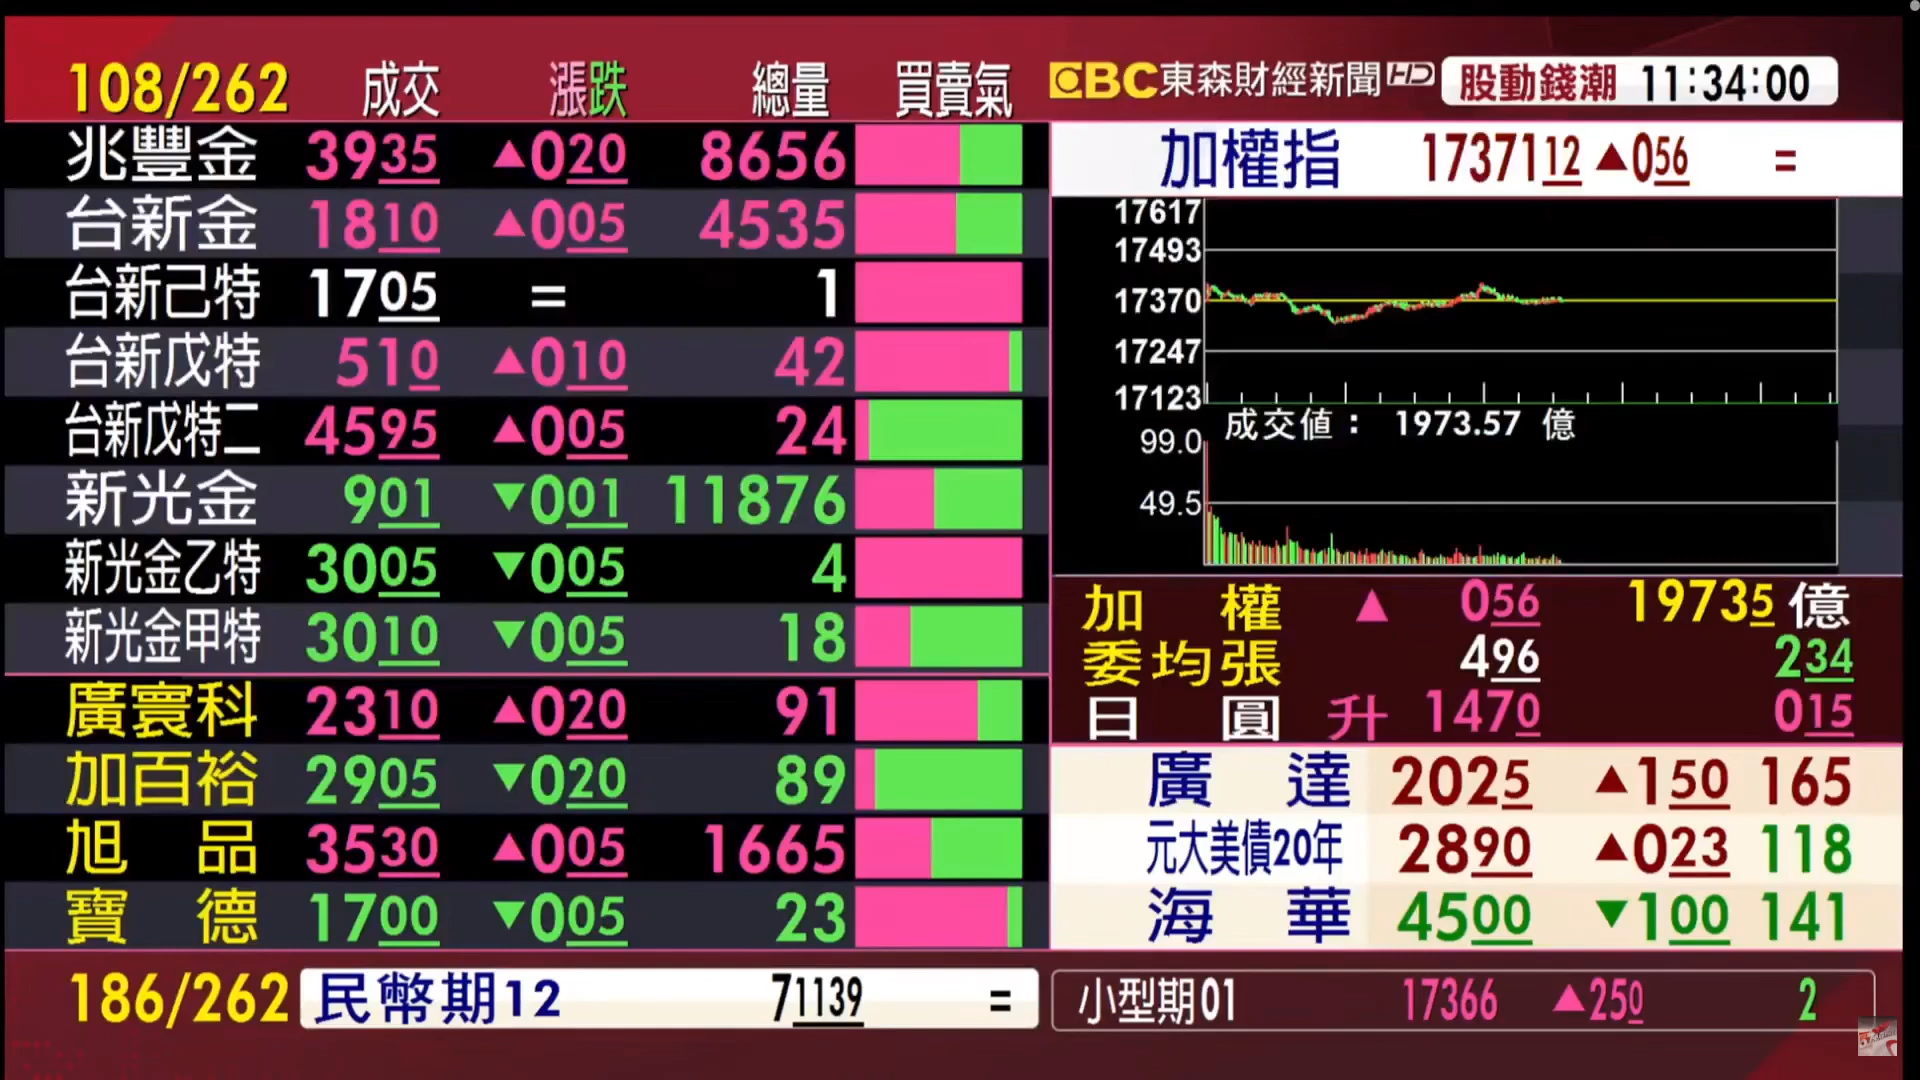 108/262 成交 漲跌 總量 買賣氣
兆豐金 3935 ▲020 8656
台新金 1810 ▲005 4535
台新己特 1705 = 1
台新戊特 510 ▲010 42
台新戊特二 4595 ▲005 24
新光金 901 ▼001 11876
新光金乙特 3005 ▼005 4
新光金甲特 3010 ▼005 18
廣寰科 2310 ▲020 91
加百裕 2905 ▼020 89
旭品 3530 ▲005 1665
寶德 1700 ▼005 23
186/262 民幣期12 71139 =
EBC東森財經新聞HD 股動錢潮 11:34:00
加權指 1737112 ▲056 =
17617
17493
17370
17247
17123
成交值： 1973.57 億
99.0
49.5
加權 ▲ 056 19735億
委均張 496 234
日圓 升 1470 015
廣達 2025 ▲150 165
元大美債20年 2890 ▲023 118
海華 4500 ▼100 141
小型期01 17366 ▲250 2